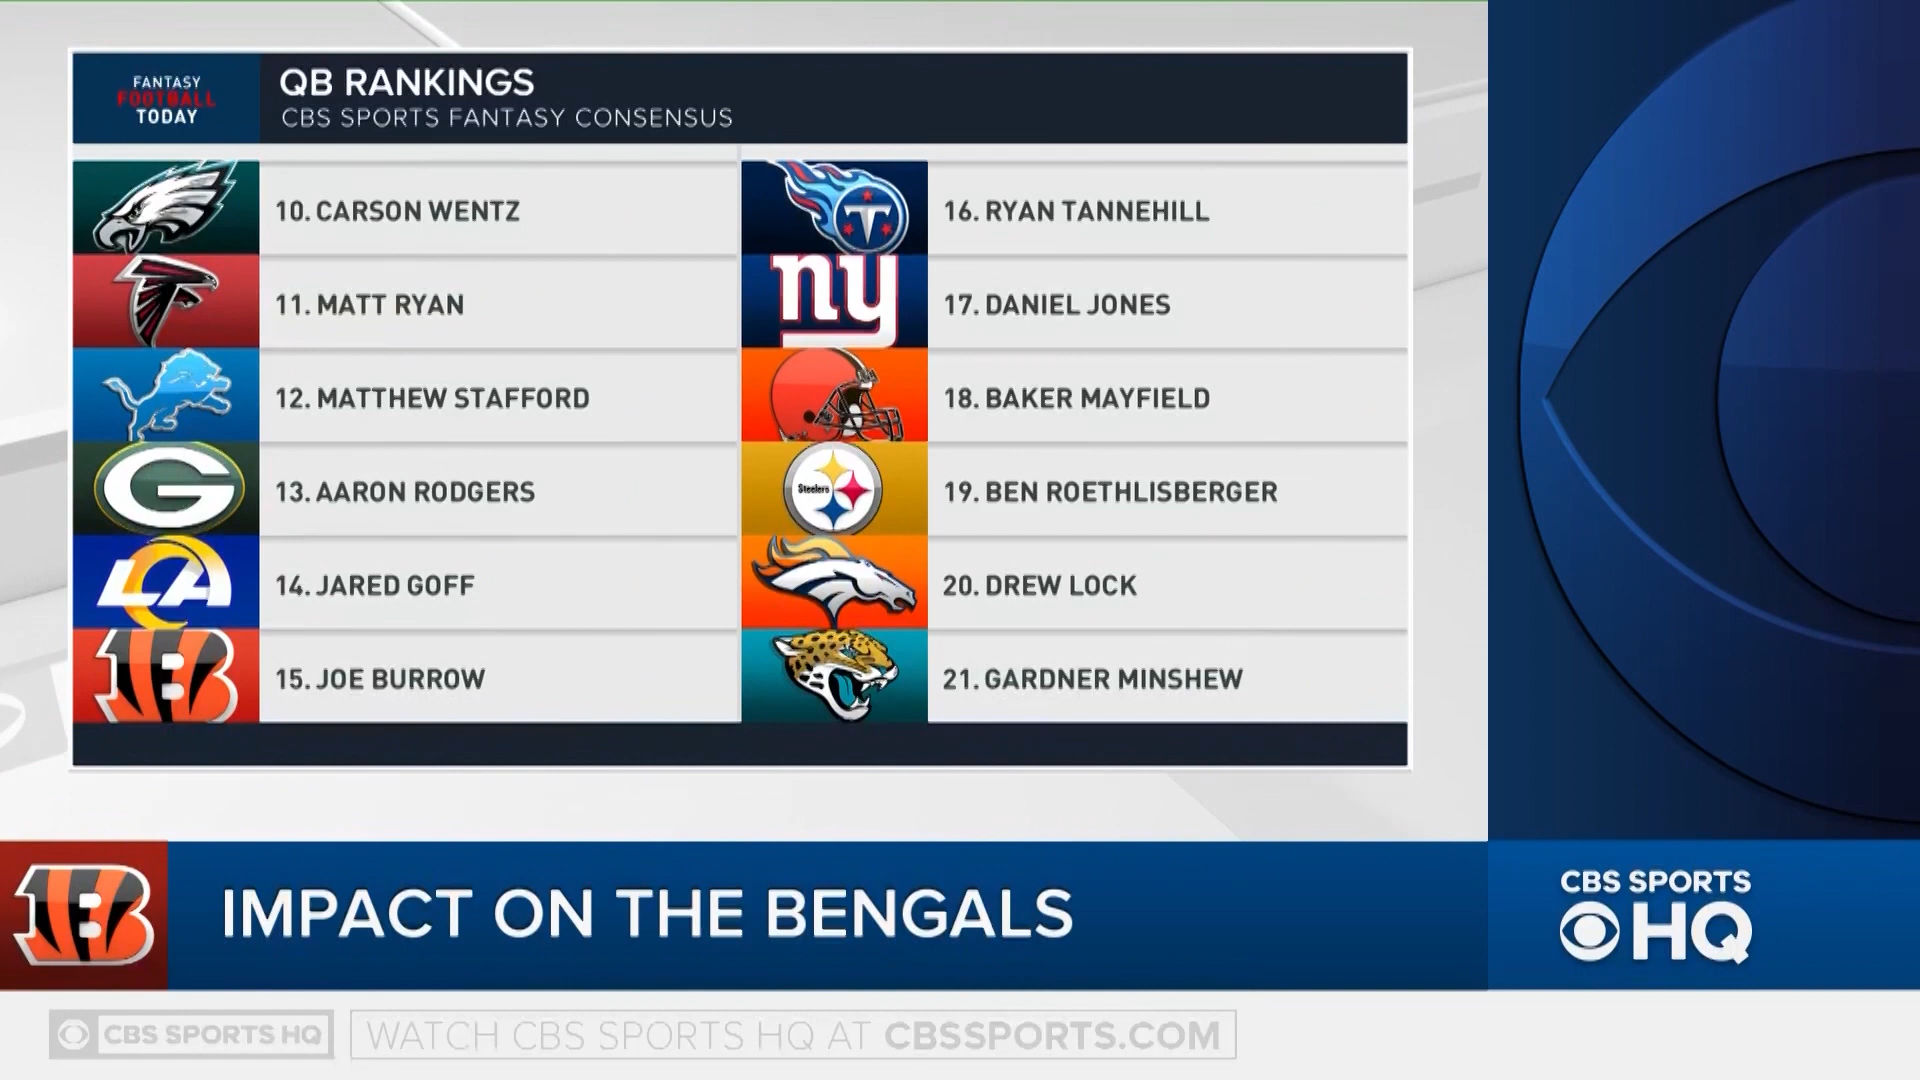 FANTASY
FOOTBALL
TODAY
QB RANKINGS
CBS SPORTS FANTASY CONSENSUS
10. CARSON WENTZ
11. MATT RYAN
12. MATTHEW STAFFORD
G
13. AARON RODGERS
LA
14. JARED GOFF
B
15. JOE BURROW
T
16. RYAN TANNEHILL
ny
17. DANIEL JONES
18. BAKER MAYFIELD
Steelers
19. BEN ROETHLISBERGER
20. DREW LOCK
21. GARDNER MINSHEW
B
IMPACT ON THE BENGALS
CBS SPORTS
HQ
CBS SPORTS HQ
WATCH CBS SPORTS HQ AT CBSSPORTS.COM